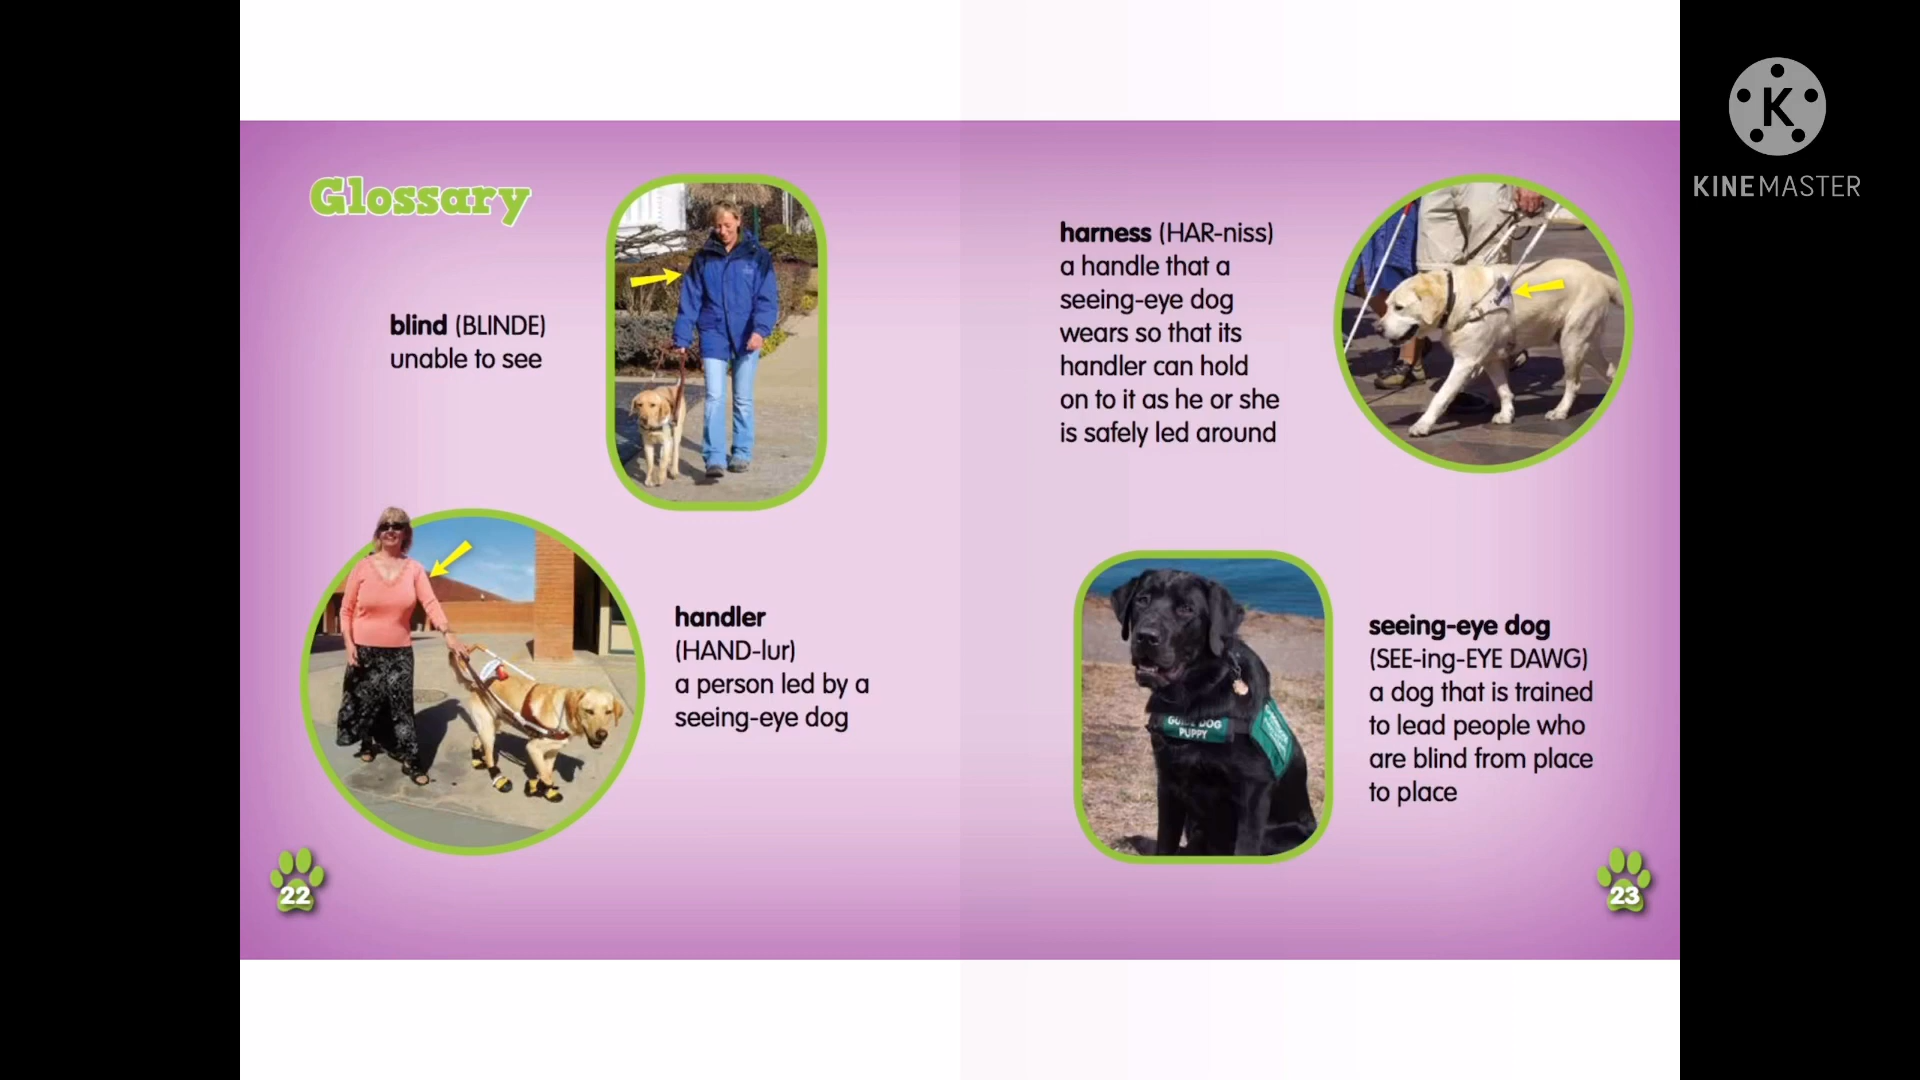 Glossary
blind (BLINDE)
unable to see
handler
(HAND-lur)
a person led by a
seeing-eye dog
22
harness (HAR-niss)
a handle that a
seeing-eye dog
wears so that its
handler can hold
on to it as he or she
is safely led around
PUPPY
seeing-eye dog
(SEE-ing-EYE DAWG)
a dog that is trained
to lead people who
are blind from place
to place
23
K
KINEMASTER